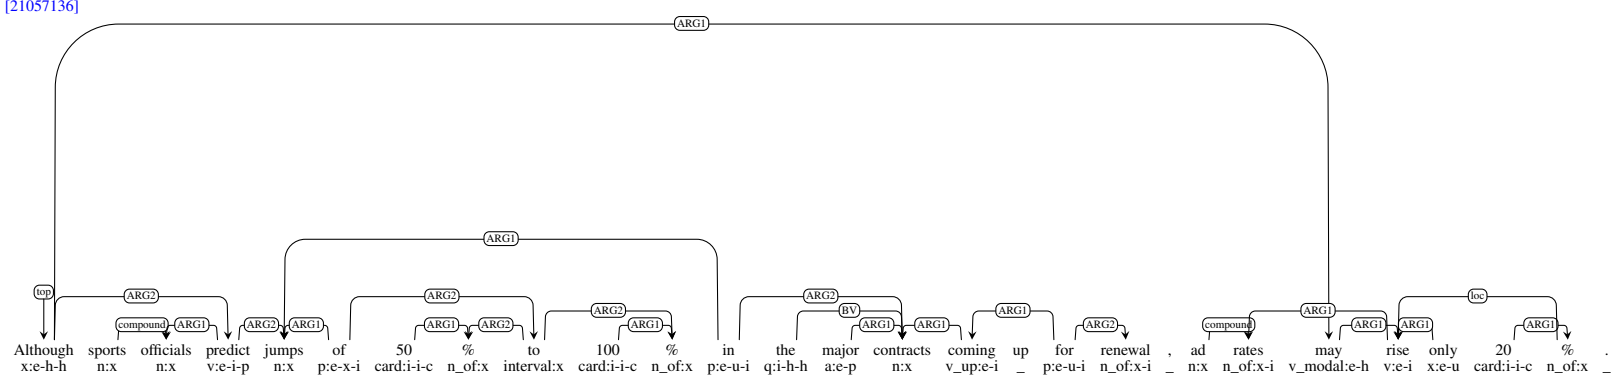 [21057136]
ARG1
ARG1
top ARG2 ARG2 ARG2 loc
ARG2 BV ARG1 ARG1
compound ARG1 ARG2 ARG1 ARG1 ARG2 ARG1 ARG1 ARG1 ARG2 compound ARG1 ARG1 ARG1
Although sports officials predict jumps of 50 % to 100 % in the major contracts coming up for renewal , ad rates may rise only 20 % .
x:e-h-h n:x n:x v:e-i-p n:x p:e-x-i card:i-i-c n_of:x interval:x card:i-i-c n_of:x p:e-u-i q:i-h-h a:e-p n:x v_up:e-i _ p:e-u-i n_of:x-i _ n:x n_of:x-i v_modal:e-h v:e-i x:e-u card:i-i-c n_of:x _